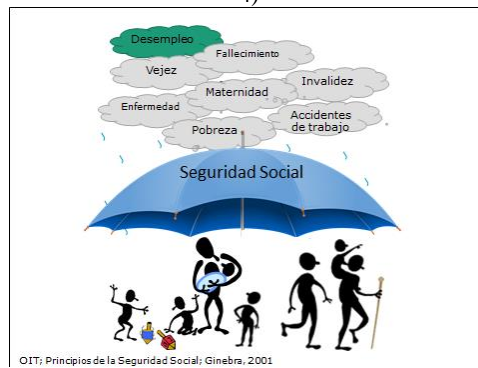 Desempleo
Fallecimiento
Vejez
Invalidez
Maternidad
Enfermedad
Accidentes
de trabajo
Pobreza
Seguridad Social
OIT; Principios de la Seguridad Social; Ginebra, 2001